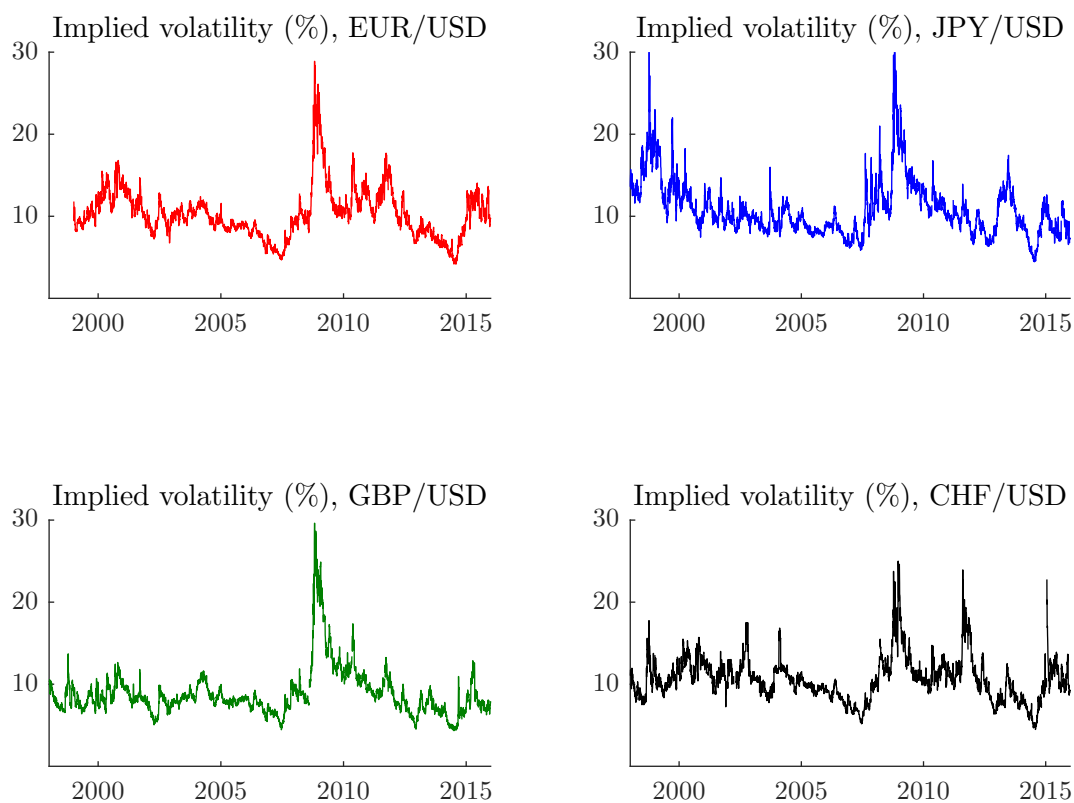 Implied volatility (%), EUR/USD
30
20
10
2000 2005 2010 2015
Implied volatility (%), JPY/USD
30
20
10
2000 2005 2010 2015
Implied volatility (%), GBP/USD
30
20
10
2000 2005 2010 2015
Implied volatility (%), CHF/USD
30
20
10
2000 2005 2010 2015